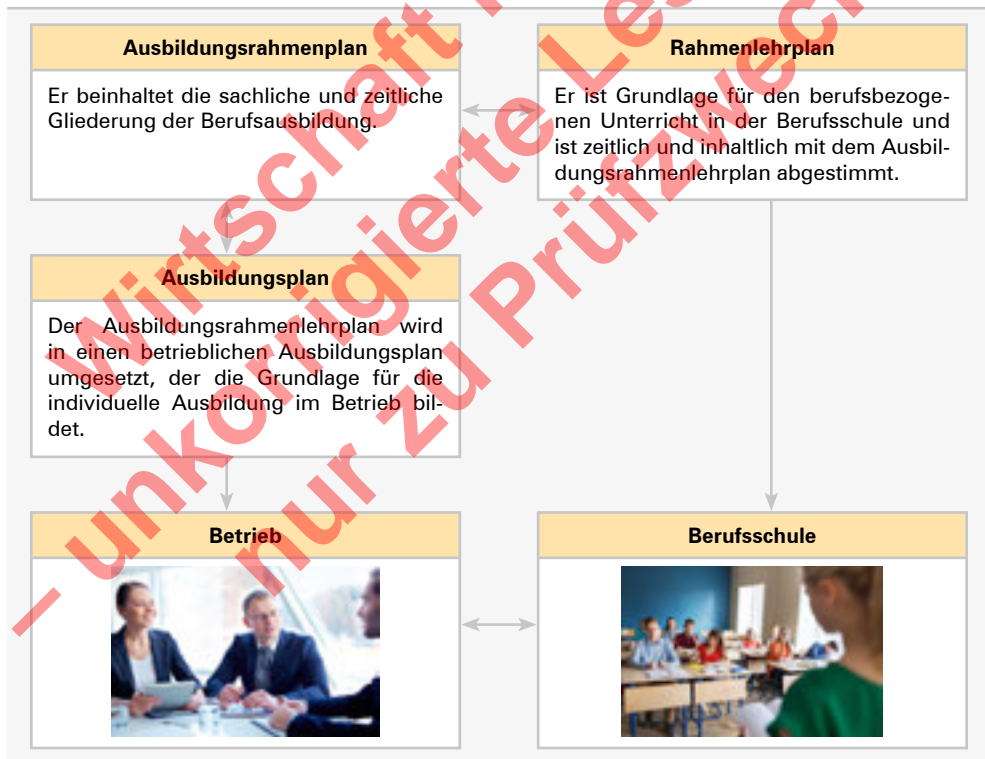 Ausbildungsrahmenplan
Er beinhaltet die sachliche und zeitliche
Gliederung der Berufsausbildung.
Rahmenlehrplan
Er ist Grundlage für den berufsbezoge-
nen Unterricht in der Berufsschule und
ist zeitlich und inhaltlich mit dem Ausbil-
dungsrahmenlehrplan abgestimmt.
Ausbildungsplan
Der Ausbildungsrahmenlehrplan wird
in einen betrieblichen Ausbildungsplan
umgesetzt, der die Grundlage für die
individuelle Ausbildung im Betrieb bil-
det.
Betrieb
Berufsschule
Wirtschaft
– unkorrigierte
nur zu